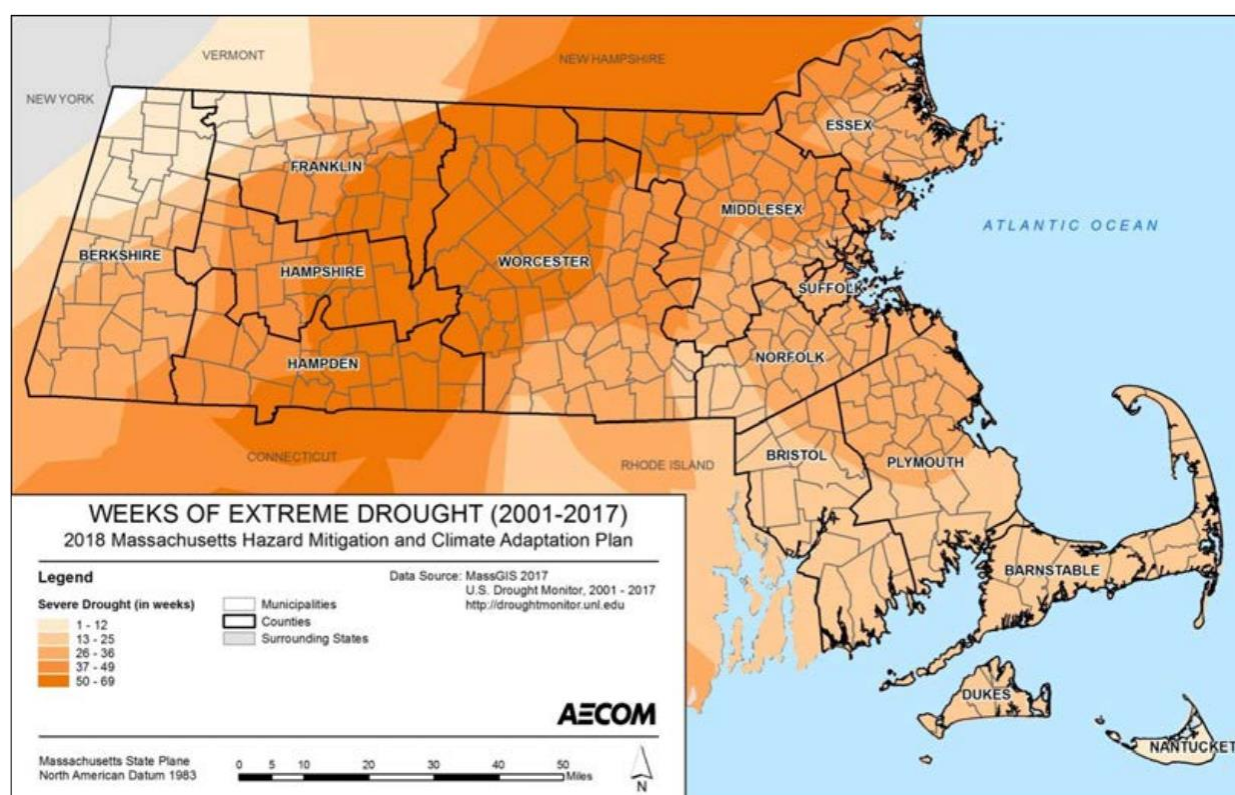 VERMONT
NEW HAMPSHIRE
NEW YORK
ESSEX
FRANKLIN
MIDDLESEX
ATLANTIC OCEAN
BERKSHIRE
HAMPSHIRE
WORCESTER
SUFFOLK
NORFOLK
HAMPDEN
CONNECTICUT
RHODE ISLAND
BRISTOL
PLYMOUTH
BARNSTABLE
DUKES
NANTUCKET
WEEKS OF EXTREME DROUGHT (2001-2017)
2018 Massachusetts Hazard Mitigation and Climate Adaptation Plan
Legend
Severe Drought (in weeks)
1 - 12
13 - 25
26 - 36
37 - 49
50 - 69
Municipalities
Counties
Surrounding States
Data Source: MassGIS 2017
U.S. Drought Monitor, 2001 - 2017
http://droughtmonitor.unl.edu
AECOM
Massachusetts State Plane
North American Datum 1983
0 5 10 20 30 40 50
Miles
N